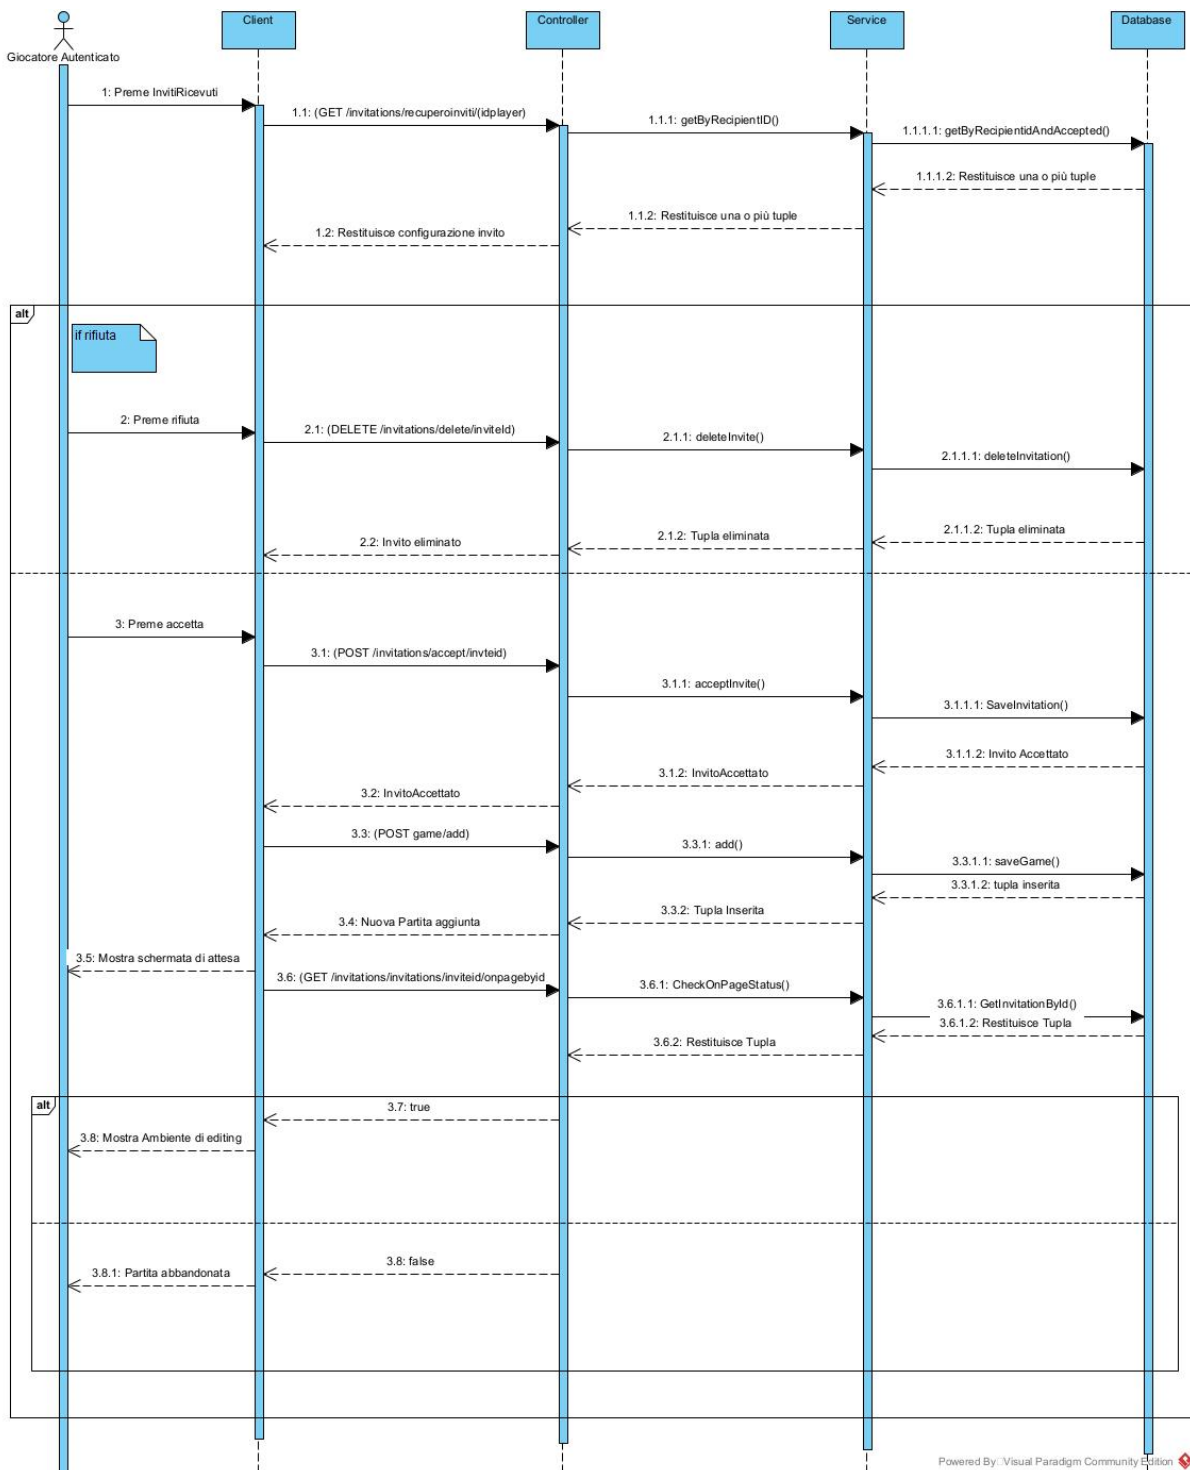 Client
Controller
Service
Database
Giocatore Autenticato
1: Preme InvitiRicevuti
1.1: (GET /invitations/recuperoinviti/(idplayer)
1.1.1: getByRecipientID()
1.1.1.1: getByRecipientidAndAccepted()
1.1.1.2: Restituisce una o più tuple
1.1.2: Restituisce una o più tuple
1.2: Restituisce configurazione invito
alt
if rifiuta
2: Preme rifiuta
2.1: (DELETE /invitations/delete/inviteId)
2.1.1: deleteInvite()
2.1.1.1: deleteInvitation()
2.1.1.2: Tupla eliminata
2.1.2: Tupla eliminata
2.2: Invito eliminato
3: Preme accetta
3.1: (POST /invitations/accept/invteid)
3.1.1: acceptInvite()
3.1.1.1: SaveInvitation()
3.1.1.2: Invito Accettato
3.1.2: InvitoAccettato
3.2: InvitoAccettato
3.3: (POST game/add)
3.3.1: add()
3.3.1.1: saveGame()
3.3.1.2: tupla inserita
3.3.2: Tupla Inserita
3.4: Nuova Partita aggiunta
3.5: Mostra schermata di attesa
3.6: (GET /invitations/invitations/inviteid/onpagebyid
3.6.1: CheckOnPageStatus()
3.6.1.1: GetInvitationById()
3.6.1.2: Restituisce Tupla
3.6.2: Restituisce Tupla
alt
3.7: true
3.8: Mostra Ambiente di editing
3.8: false
3.8.1: Partita abbandonata
Powered By Visual Paradigm Community Edition